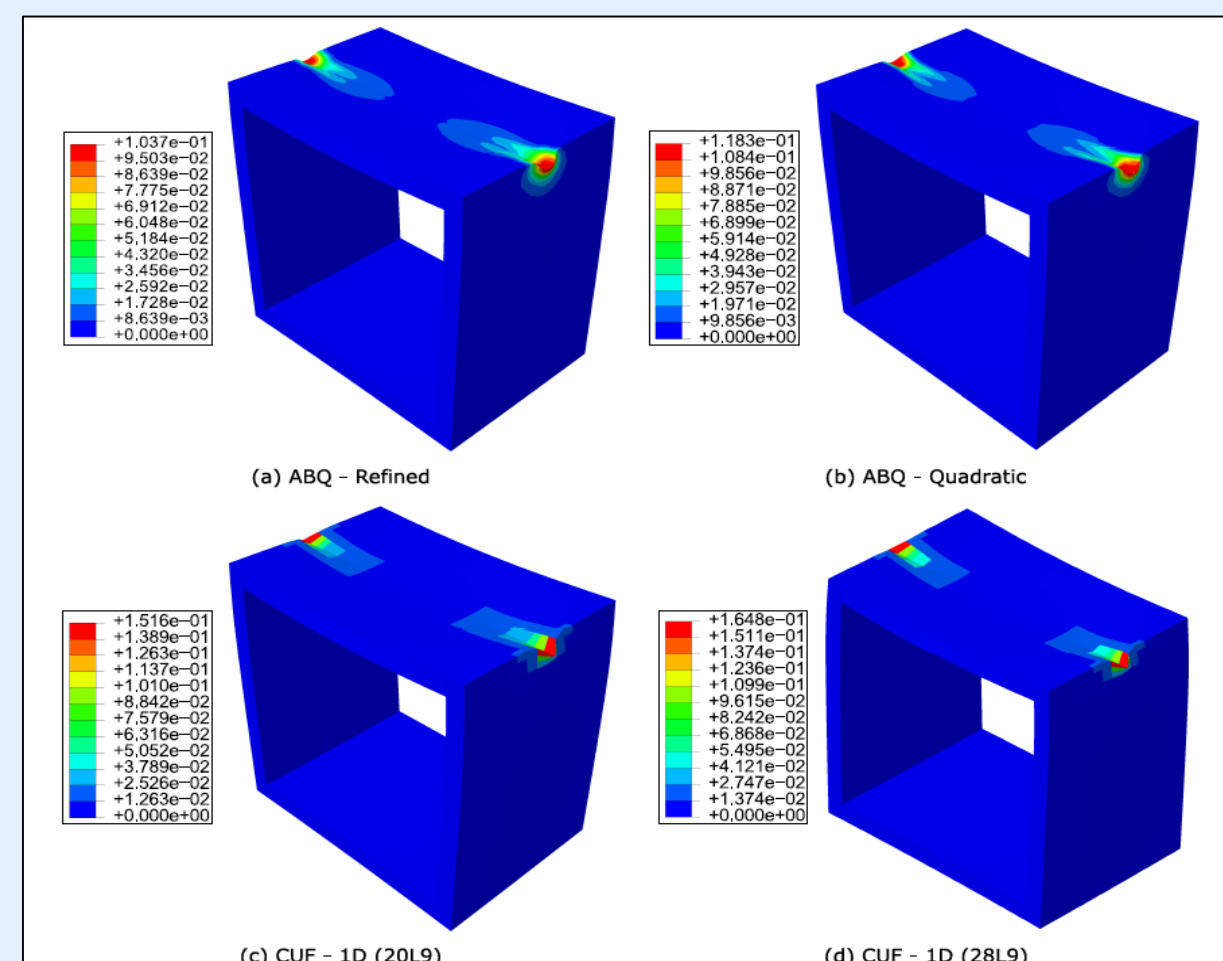 +1.037e−01
+9.503e−02
+8.639e−02
+7.775e−02
+6.912e−02
+6.048e−02
+5.184e−02
+4.320e−02
+3.456e−02
+2.592e−02
+1.728e−02
+8.639e−03
+0.000e+00
(a) ABQ - Refined
+1.183e−01
+1.084e−01
+9.856e−02
+8.871e−02
+7.885e−02
+6.899e−02
+5.914e−02
+4.928e−02
+3.943e−02
+2.957e−02
+1.971e−02
+9.856e−03
+0.000e+00
(b) ABQ - Quadratic
+1.516e−01
+1.389e−01
+1.263e−01
+1.137e−01
+1.010e−01
+8.842e−02
+7.579e−02
+6.316e−02
+5.052e−02
+3.789e−02
+2.526e−02
+1.263e−02
+0.000e+00
(c) CUF - 1D (20L9)
+1.648e−01
+1.511e−01
+1.374e−01
+1.236e−01
+1.099e−01
+9.615e−02
+8.242e−02
+6.868e−02
+5.495e−02
+4.121e−02
+2.747e−02
+1.374e−02
+0.000e+00
(d) CUF - 1D (28L9)